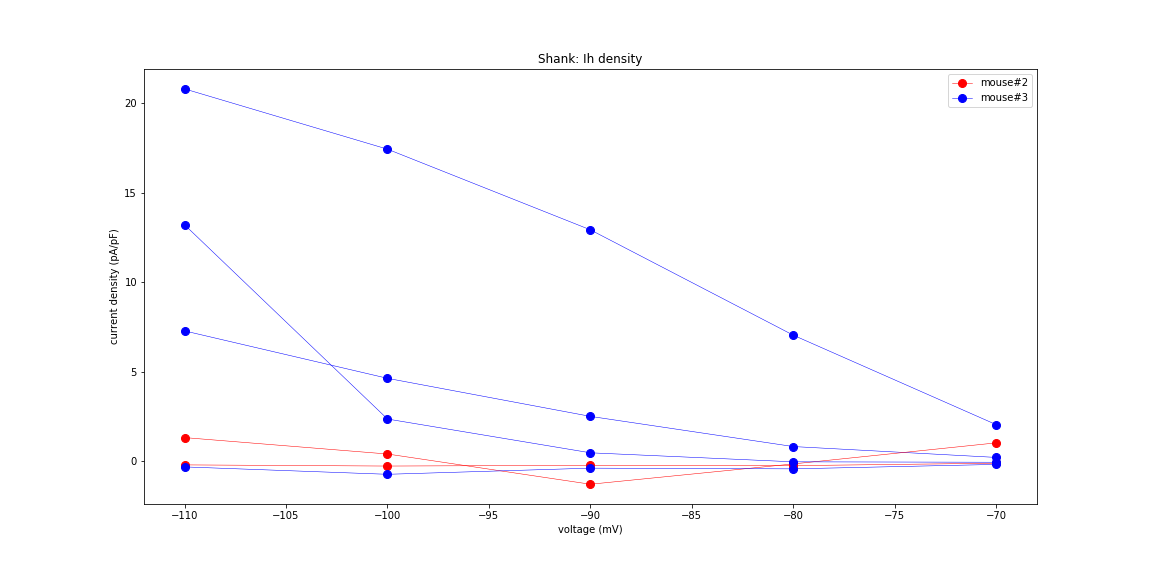 Shank: Ih density
mouse#2
mouse#3
current density (pA/pF)
20
15
10
5
0
−110
−105
−100
−95
−90
−85
−80
−75
−70
voltage (mV)